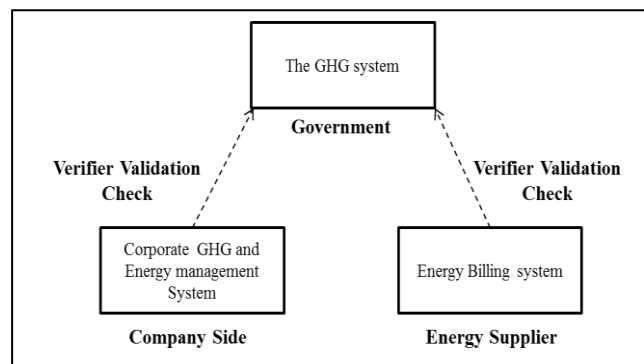 The GHG system
Government
Verifier Validation
Check
Verifier Validation
Check
Corporate GHG and
Energy management
System
Energy Billing system
Company Side
Energy Supplier